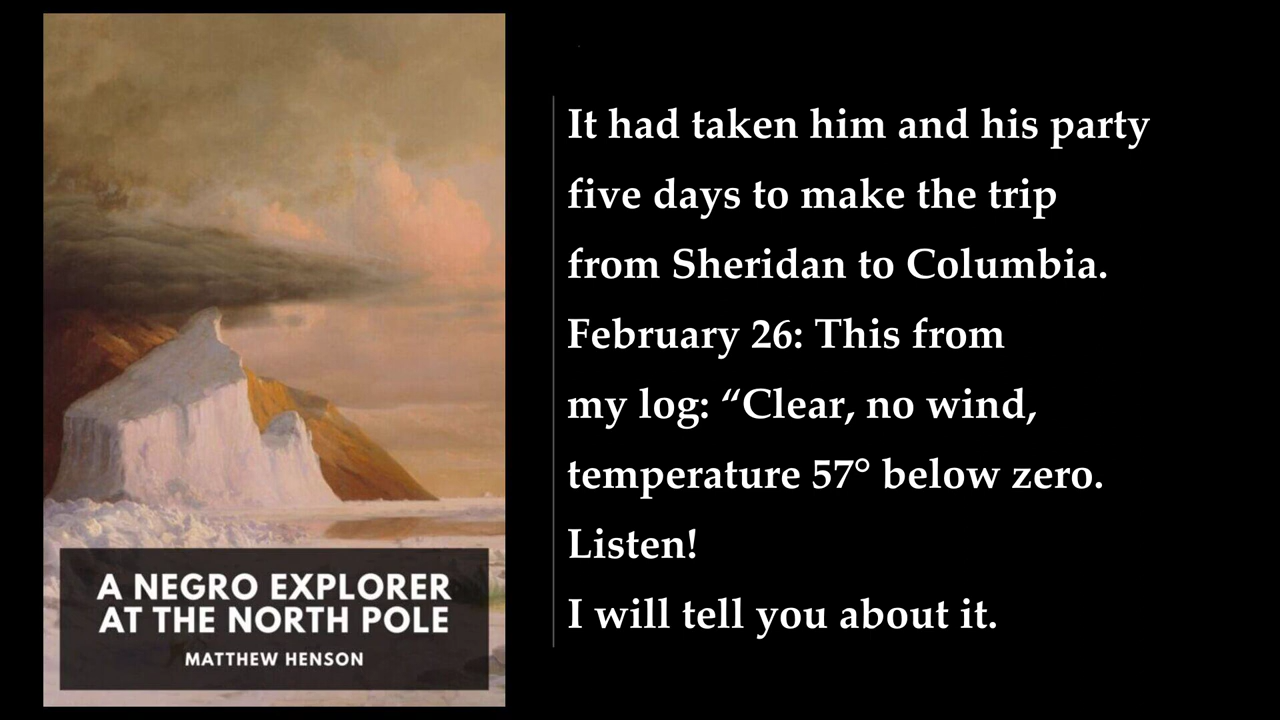 A NEGRO EXPLORER
AT THE NORTH POLE
MATTHEW HENSON
It had taken him and his party
five days to make the trip
from Sheridan to Columbia.
February 26: This from
my log: “Clear, no wind,
temperature 57° below zero.
Listen!
I will tell you about it.